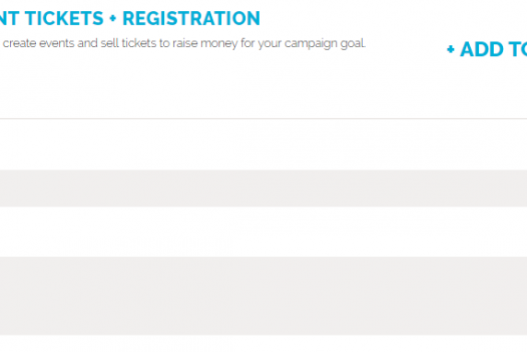 NT TICKETS + REGISTRATION
create events and sell tickets to raise money for your campaign goal.
+ ADD TO